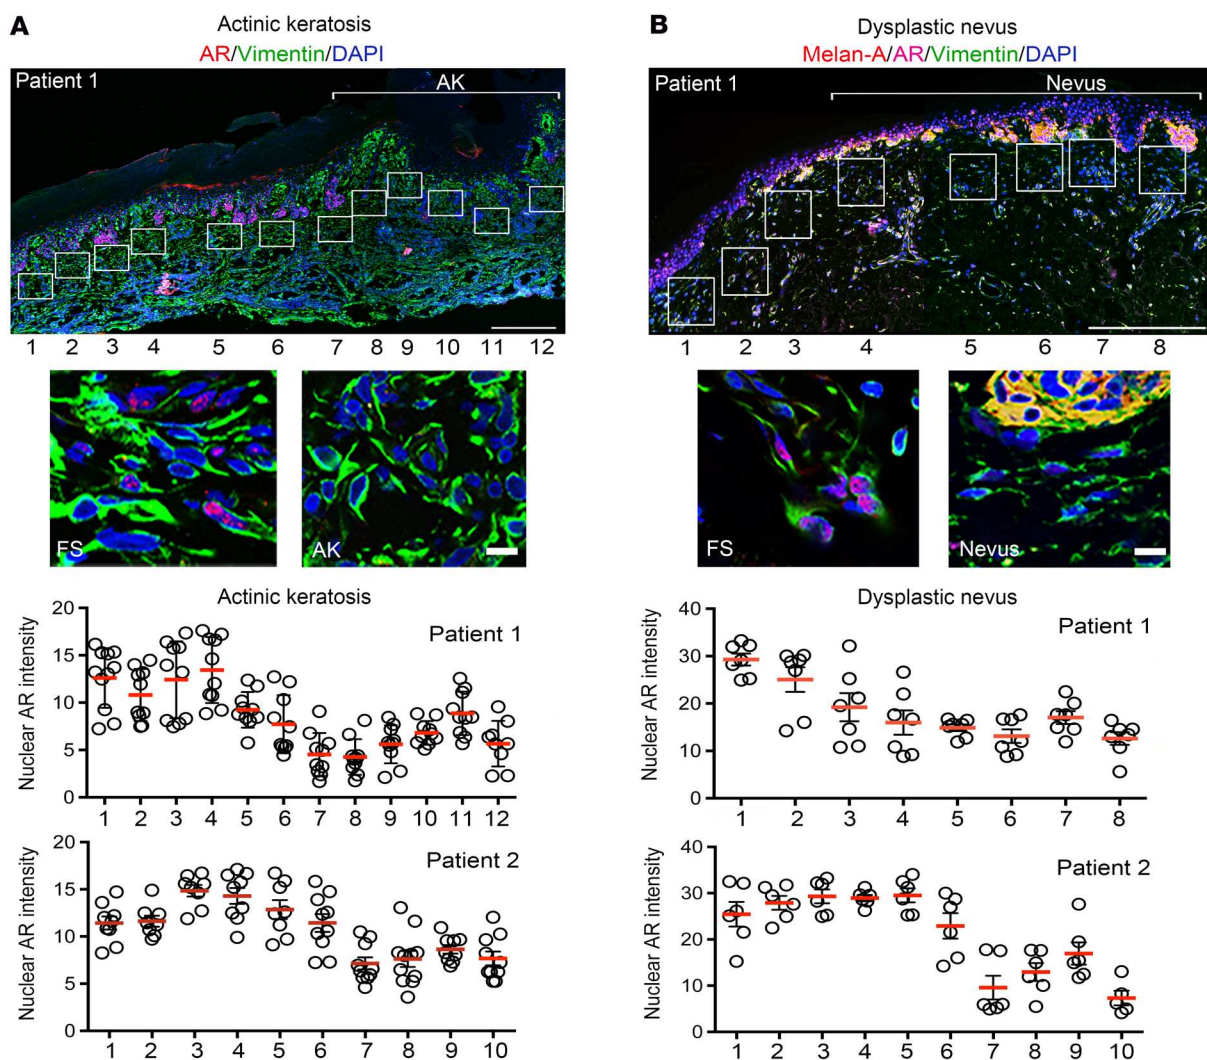 A
Actinic keratosis
AR/Vimentin/DAPI
Patient 1
AK
1 2 3 4 5 6 7 8 9 10 11 12
FS
AK
Actinic keratosis
Nuclear AR intensity
20
15
10
5
0
Patient 1
1 2 3 4 5 6 7 8 9 10 11 12
Nuclear AR intensity
20
15
10
5
0
Patient 2
1 2 3 4 5 6 7 8 9 10
B
Dysplastic nevus
Melan-A/AR/Vimentin/DAPI
Patient 1
Nevus
1 2 3 4 5 6 7 8
FS
Nevus
Dysplastic nevus
Nuclear AR intensity
40
30
20
10
0
Patient 1
1 2 3 4 5 6 7 8
Nuclear AR intensity
40
30
20
10
0
Patient 2
1 2 3 4 5 6 7 8 9 10